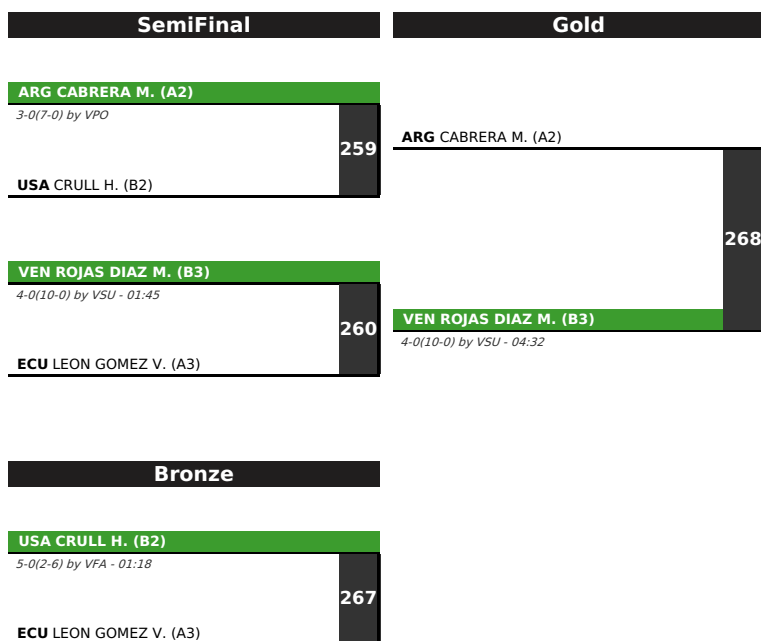 SemiFinal
ARG CABRERA M. (A2)
3-0(7-0) by VPO
259
USA CRULL H. (B2)
VEN ROJAS DIAZ M. (B3)
4-0(10-0) by VSU - 01:45
260
ECU LEON GOMEZ V. (A3)
Gold
ARG CABRERA M. (A2)
268
VEN ROJAS DIAZ M. (B3)
4-0(10-0) by VSU - 04:32
Bronze
USA CRULL H. (B2)
5-0(2-6) by VFA - 01:18
267
ECU LEON GOMEZ V. (A3)